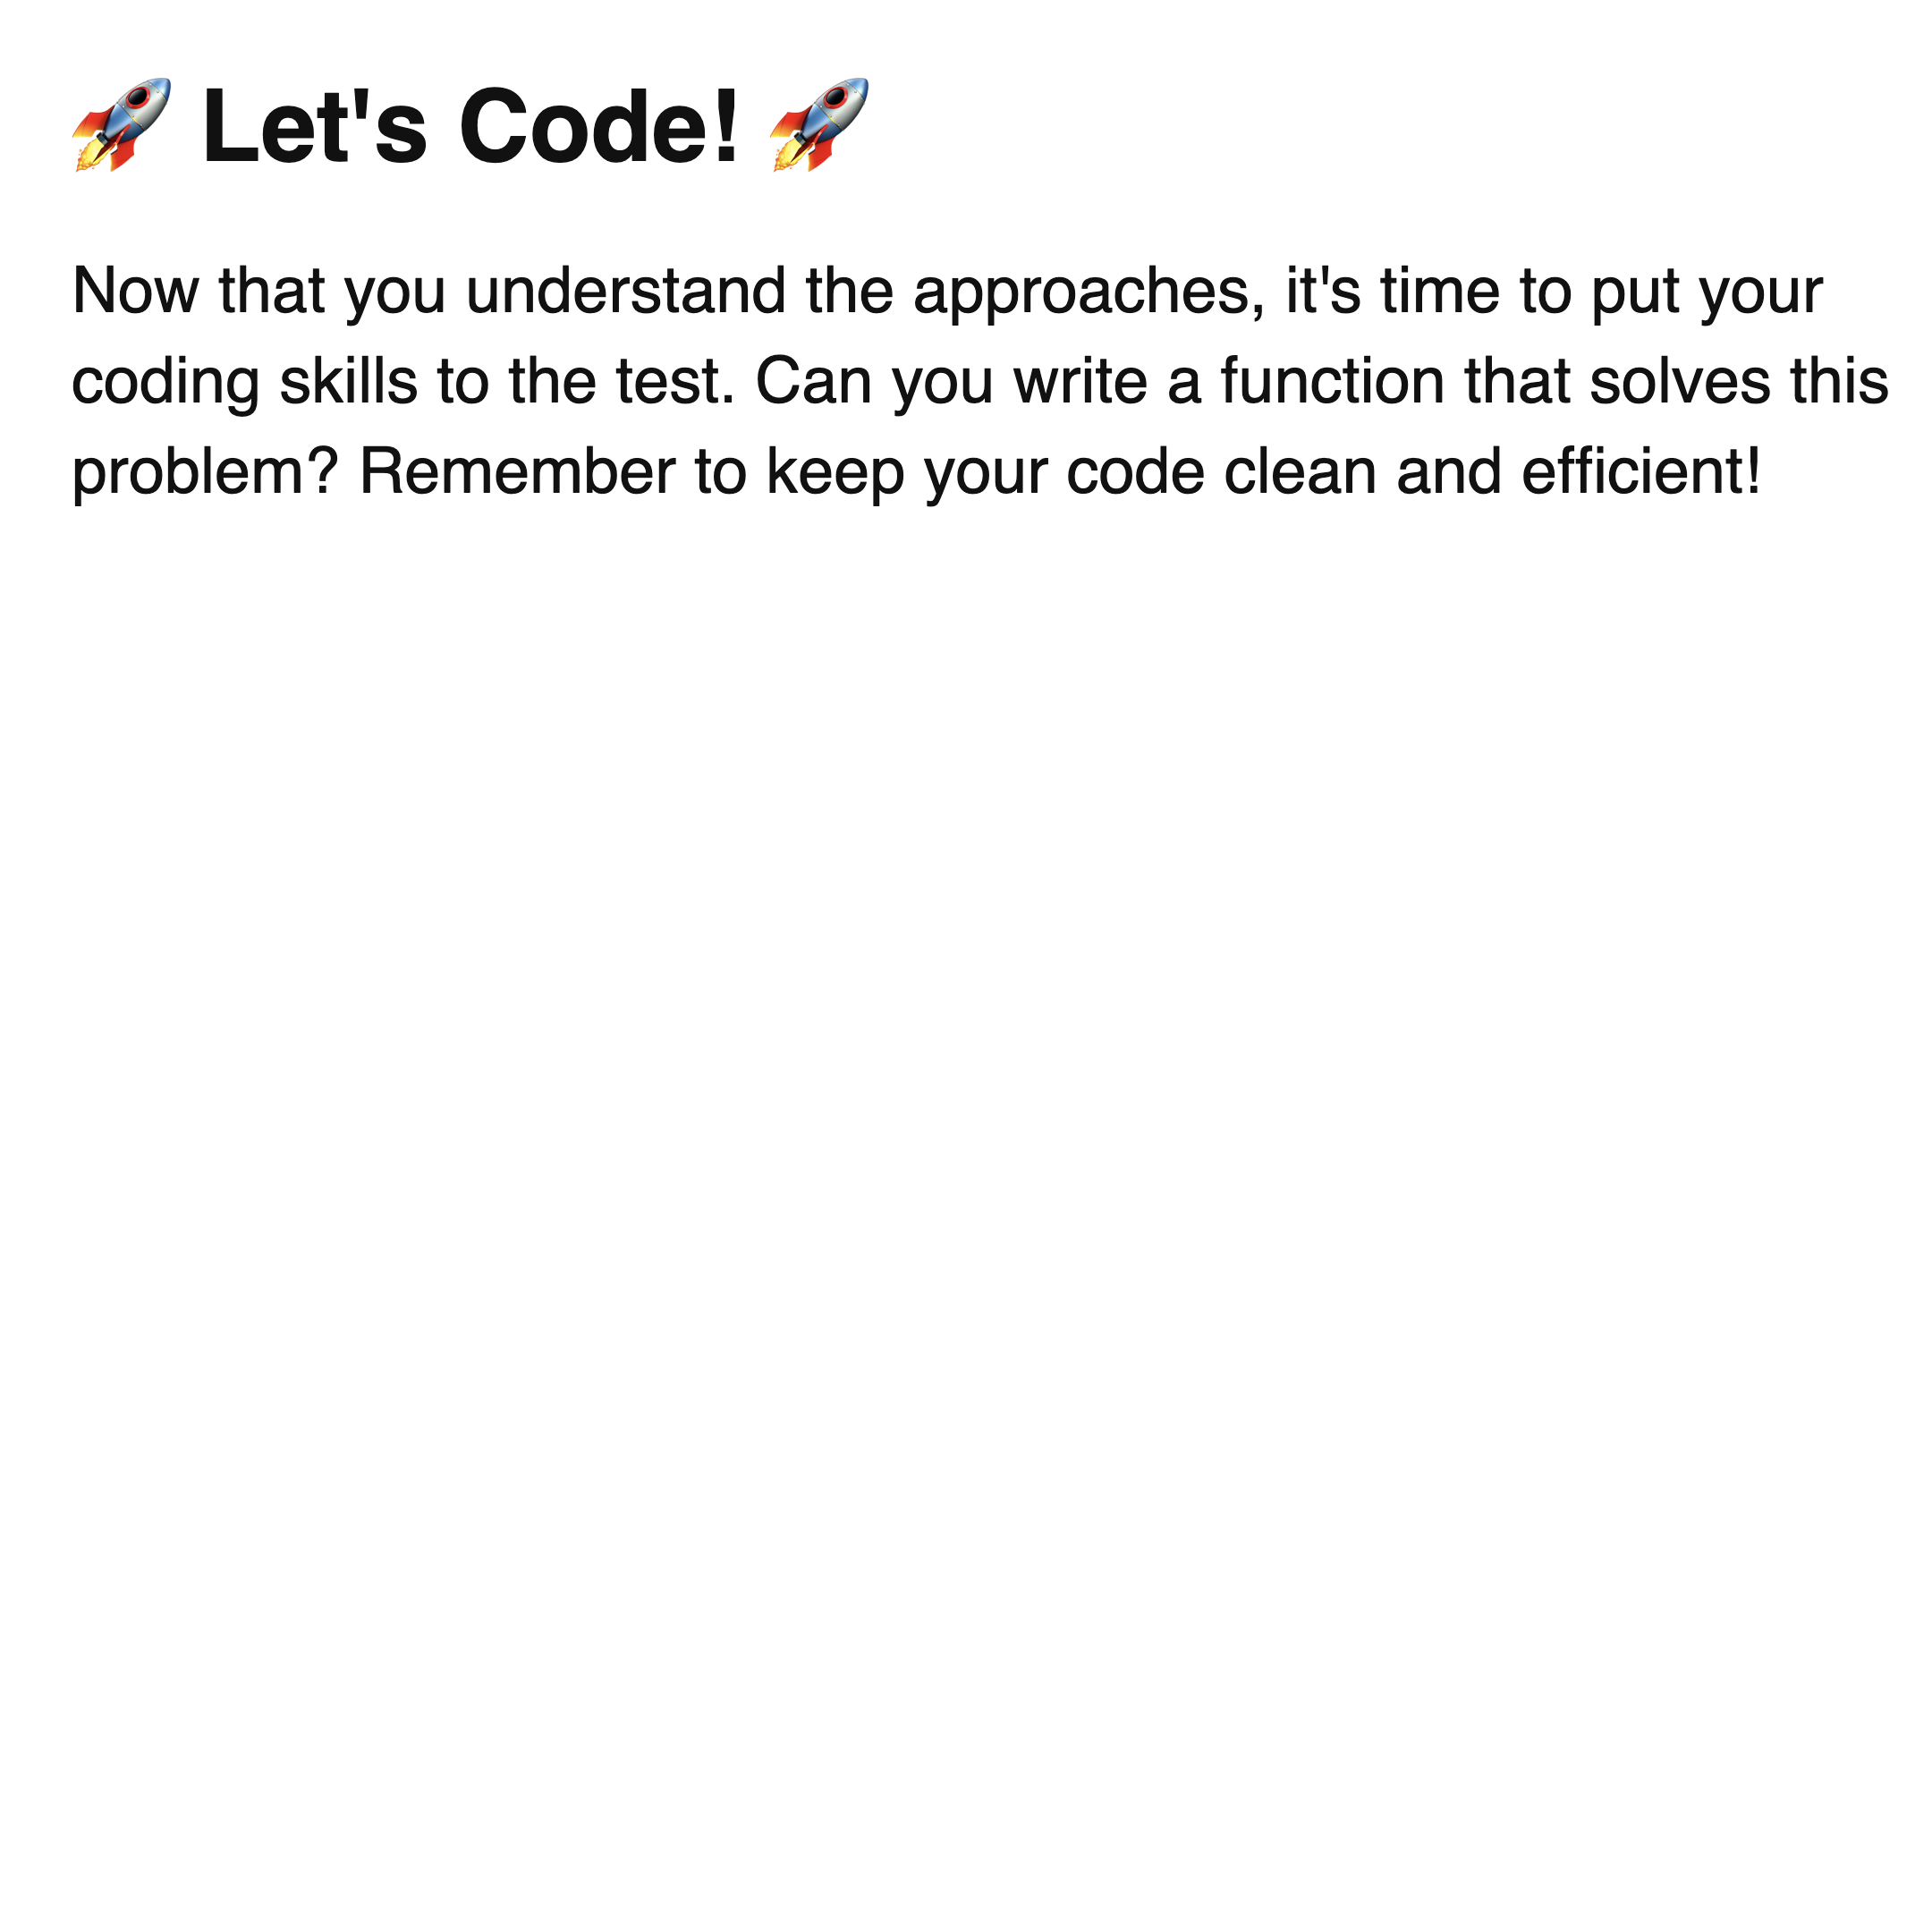 🚀 Let's Code! 🚀
Now that you understand the approaches, it's time to put your
coding skills to the test. Can you write a function that solves this
problem? Remember to keep your code clean and efficient!